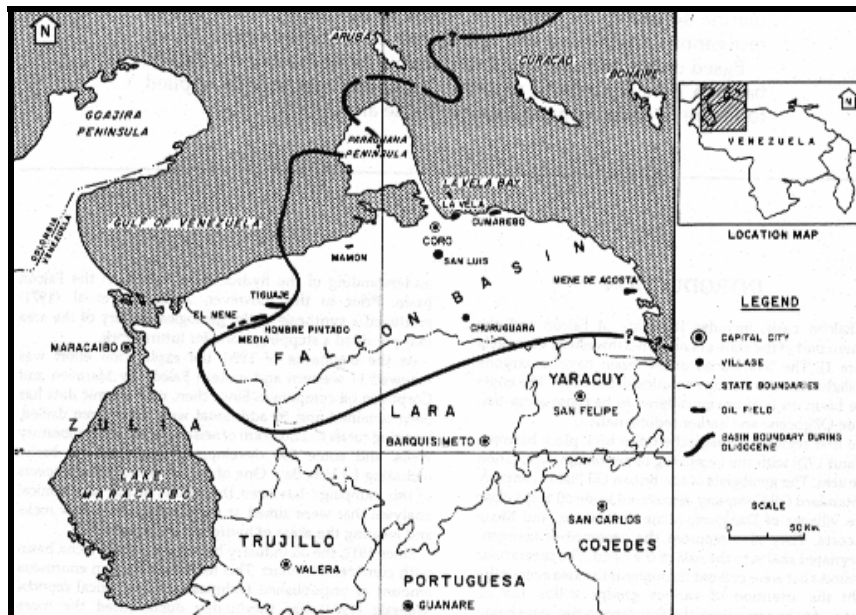 N
ARUBA
CURACAO
BONAIRE
GOAJIRA
PENINSULA
PARAGUANA
PENINSULA
?
?
N
VENEZUELA
LOCATION MAP
COLOMBIA
VENEZUELA
GULF OF VENEZUELA
LA VELA BAY
LA VELA
CUMAREBO
CORO
SAN LUIS
MAMON
MENE DE ACOSTA
TIGUAJE
EL MENE
HOMBRE PINTADO
MEDIA
CHURUGUARA
FALCON BASIN
?
?
MARACAIBO
ZULIA
LARA
YARACUY
SAN FELIPE
BARQUISIMETO
LAKE
MARACAIBO
TRUJILLO
VALERA
SAN CARLOS
COJEDES
PORTUGUESA
GUANARE
LEGEND
CAPITAL CITY
VILLAGE
STATE BOUNDARIES
OIL FIELD
BASIN BOUNDARY DURING
OLIGOCENE
SCALE
50 Km.